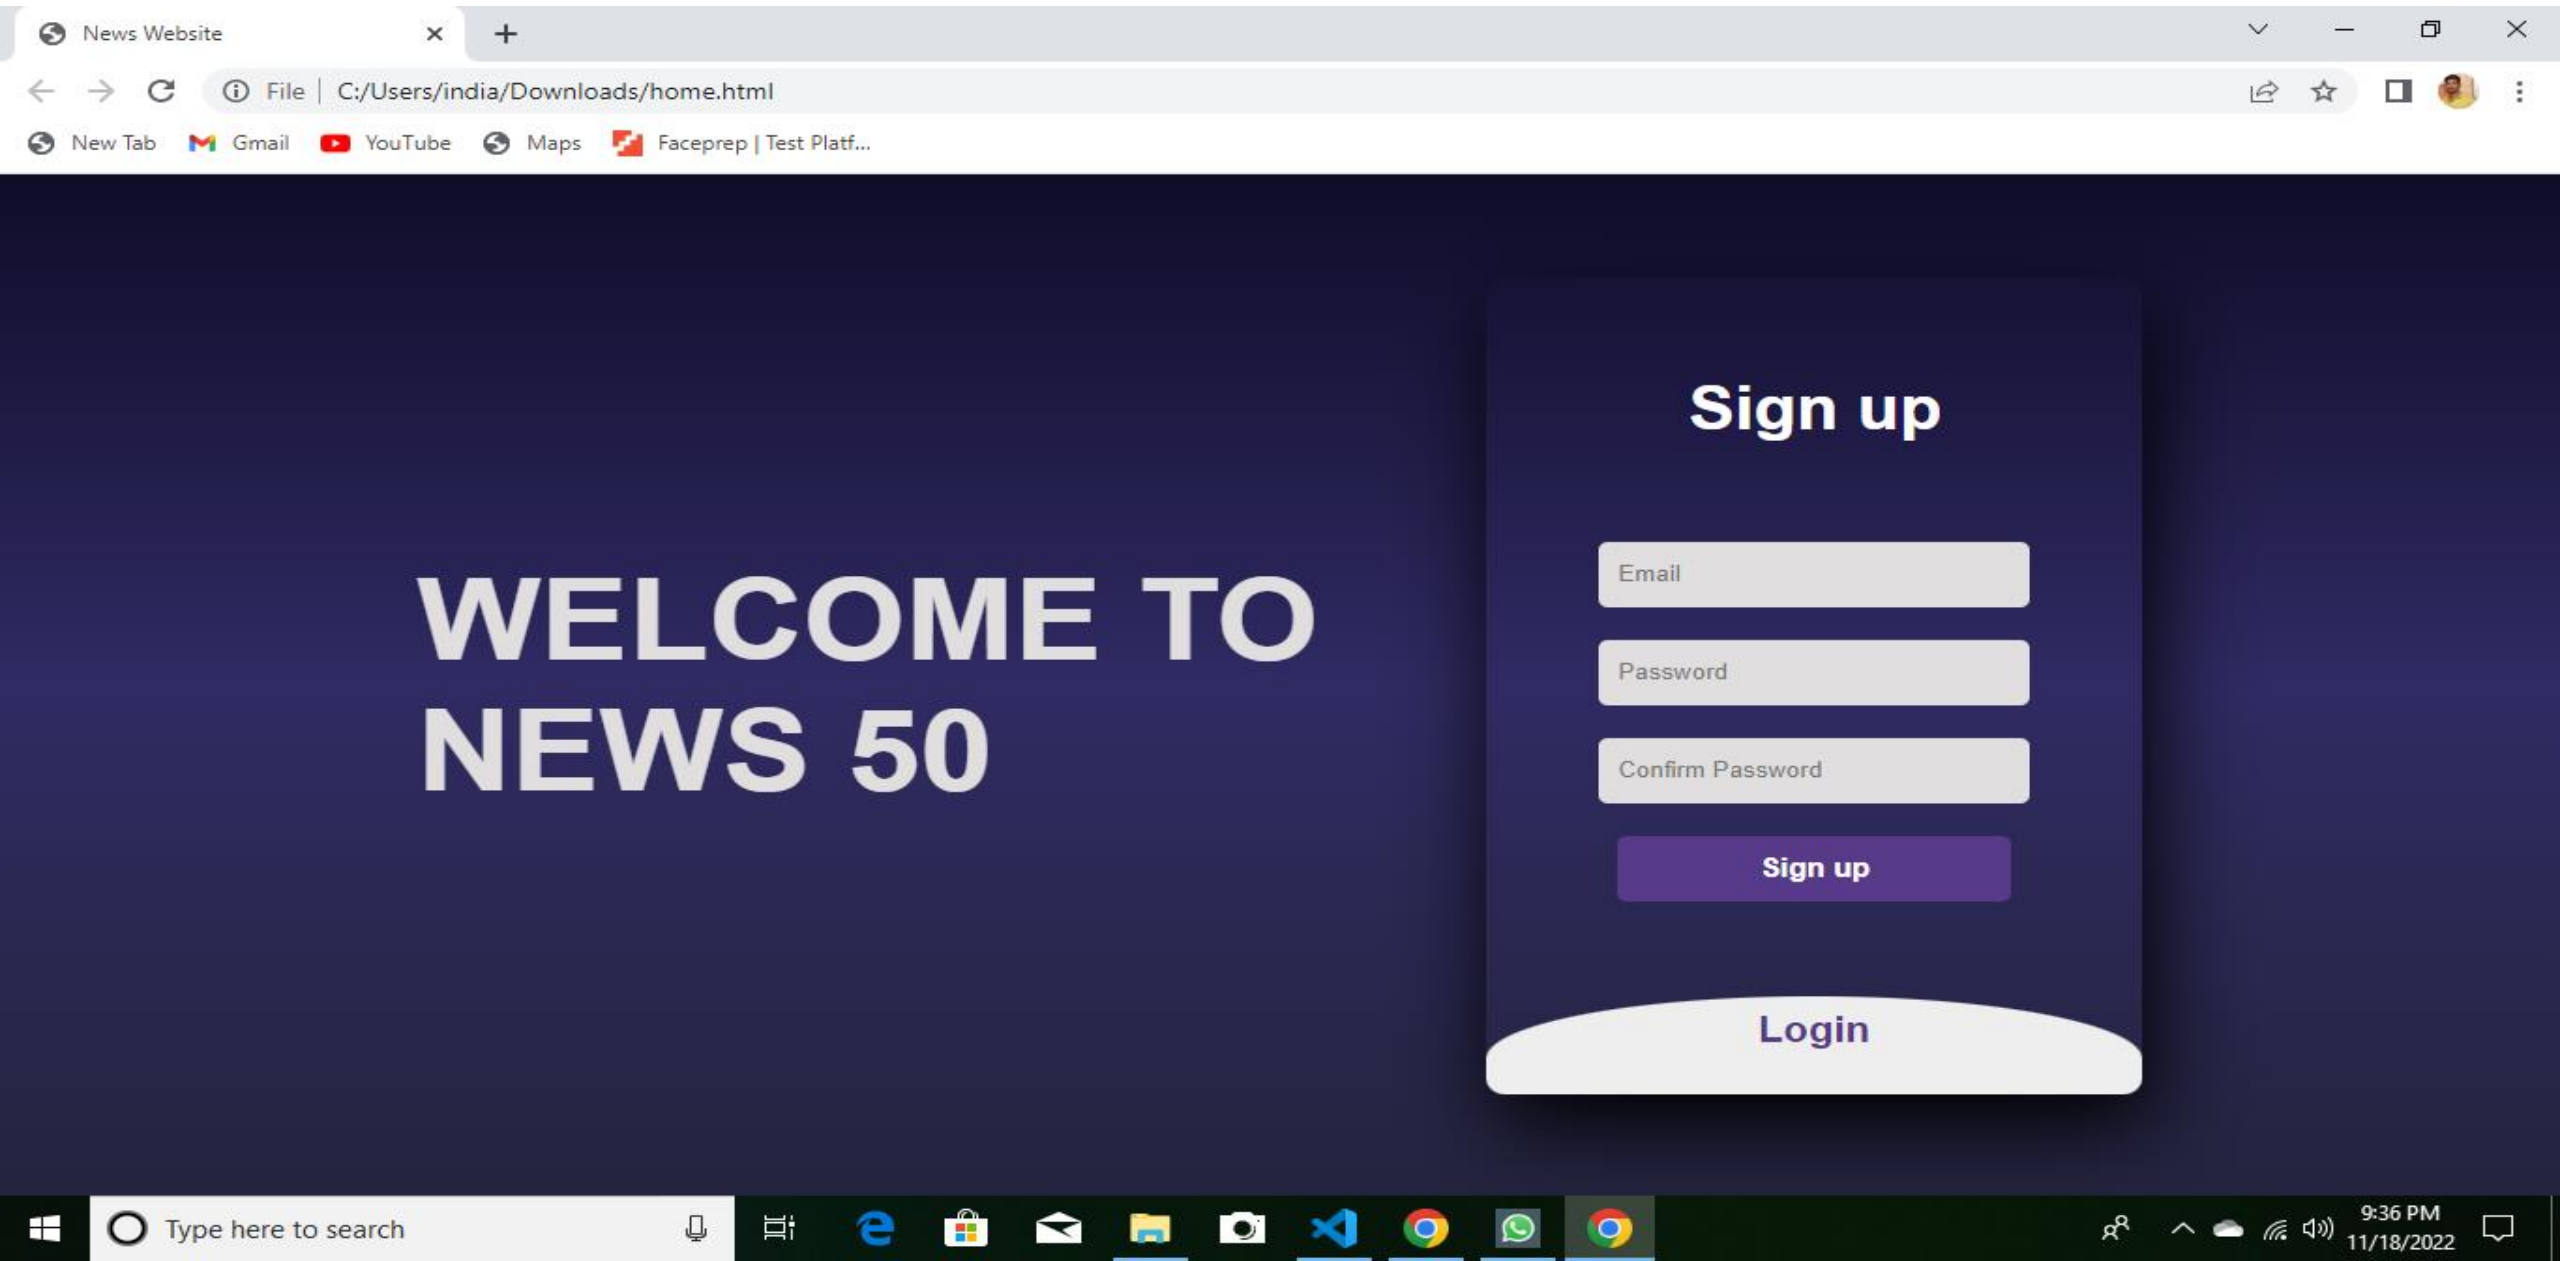 News Website
File | C:/Users/india/Downloads/home.html
New Tab Gmail YouTube Maps Faceprep | Test Platf...
Sign up
WELCOME TO
NEWS 50
Email
Password
Confirm Password
Sign up
Login
Type here to search
9:36 PM
11/18/2022